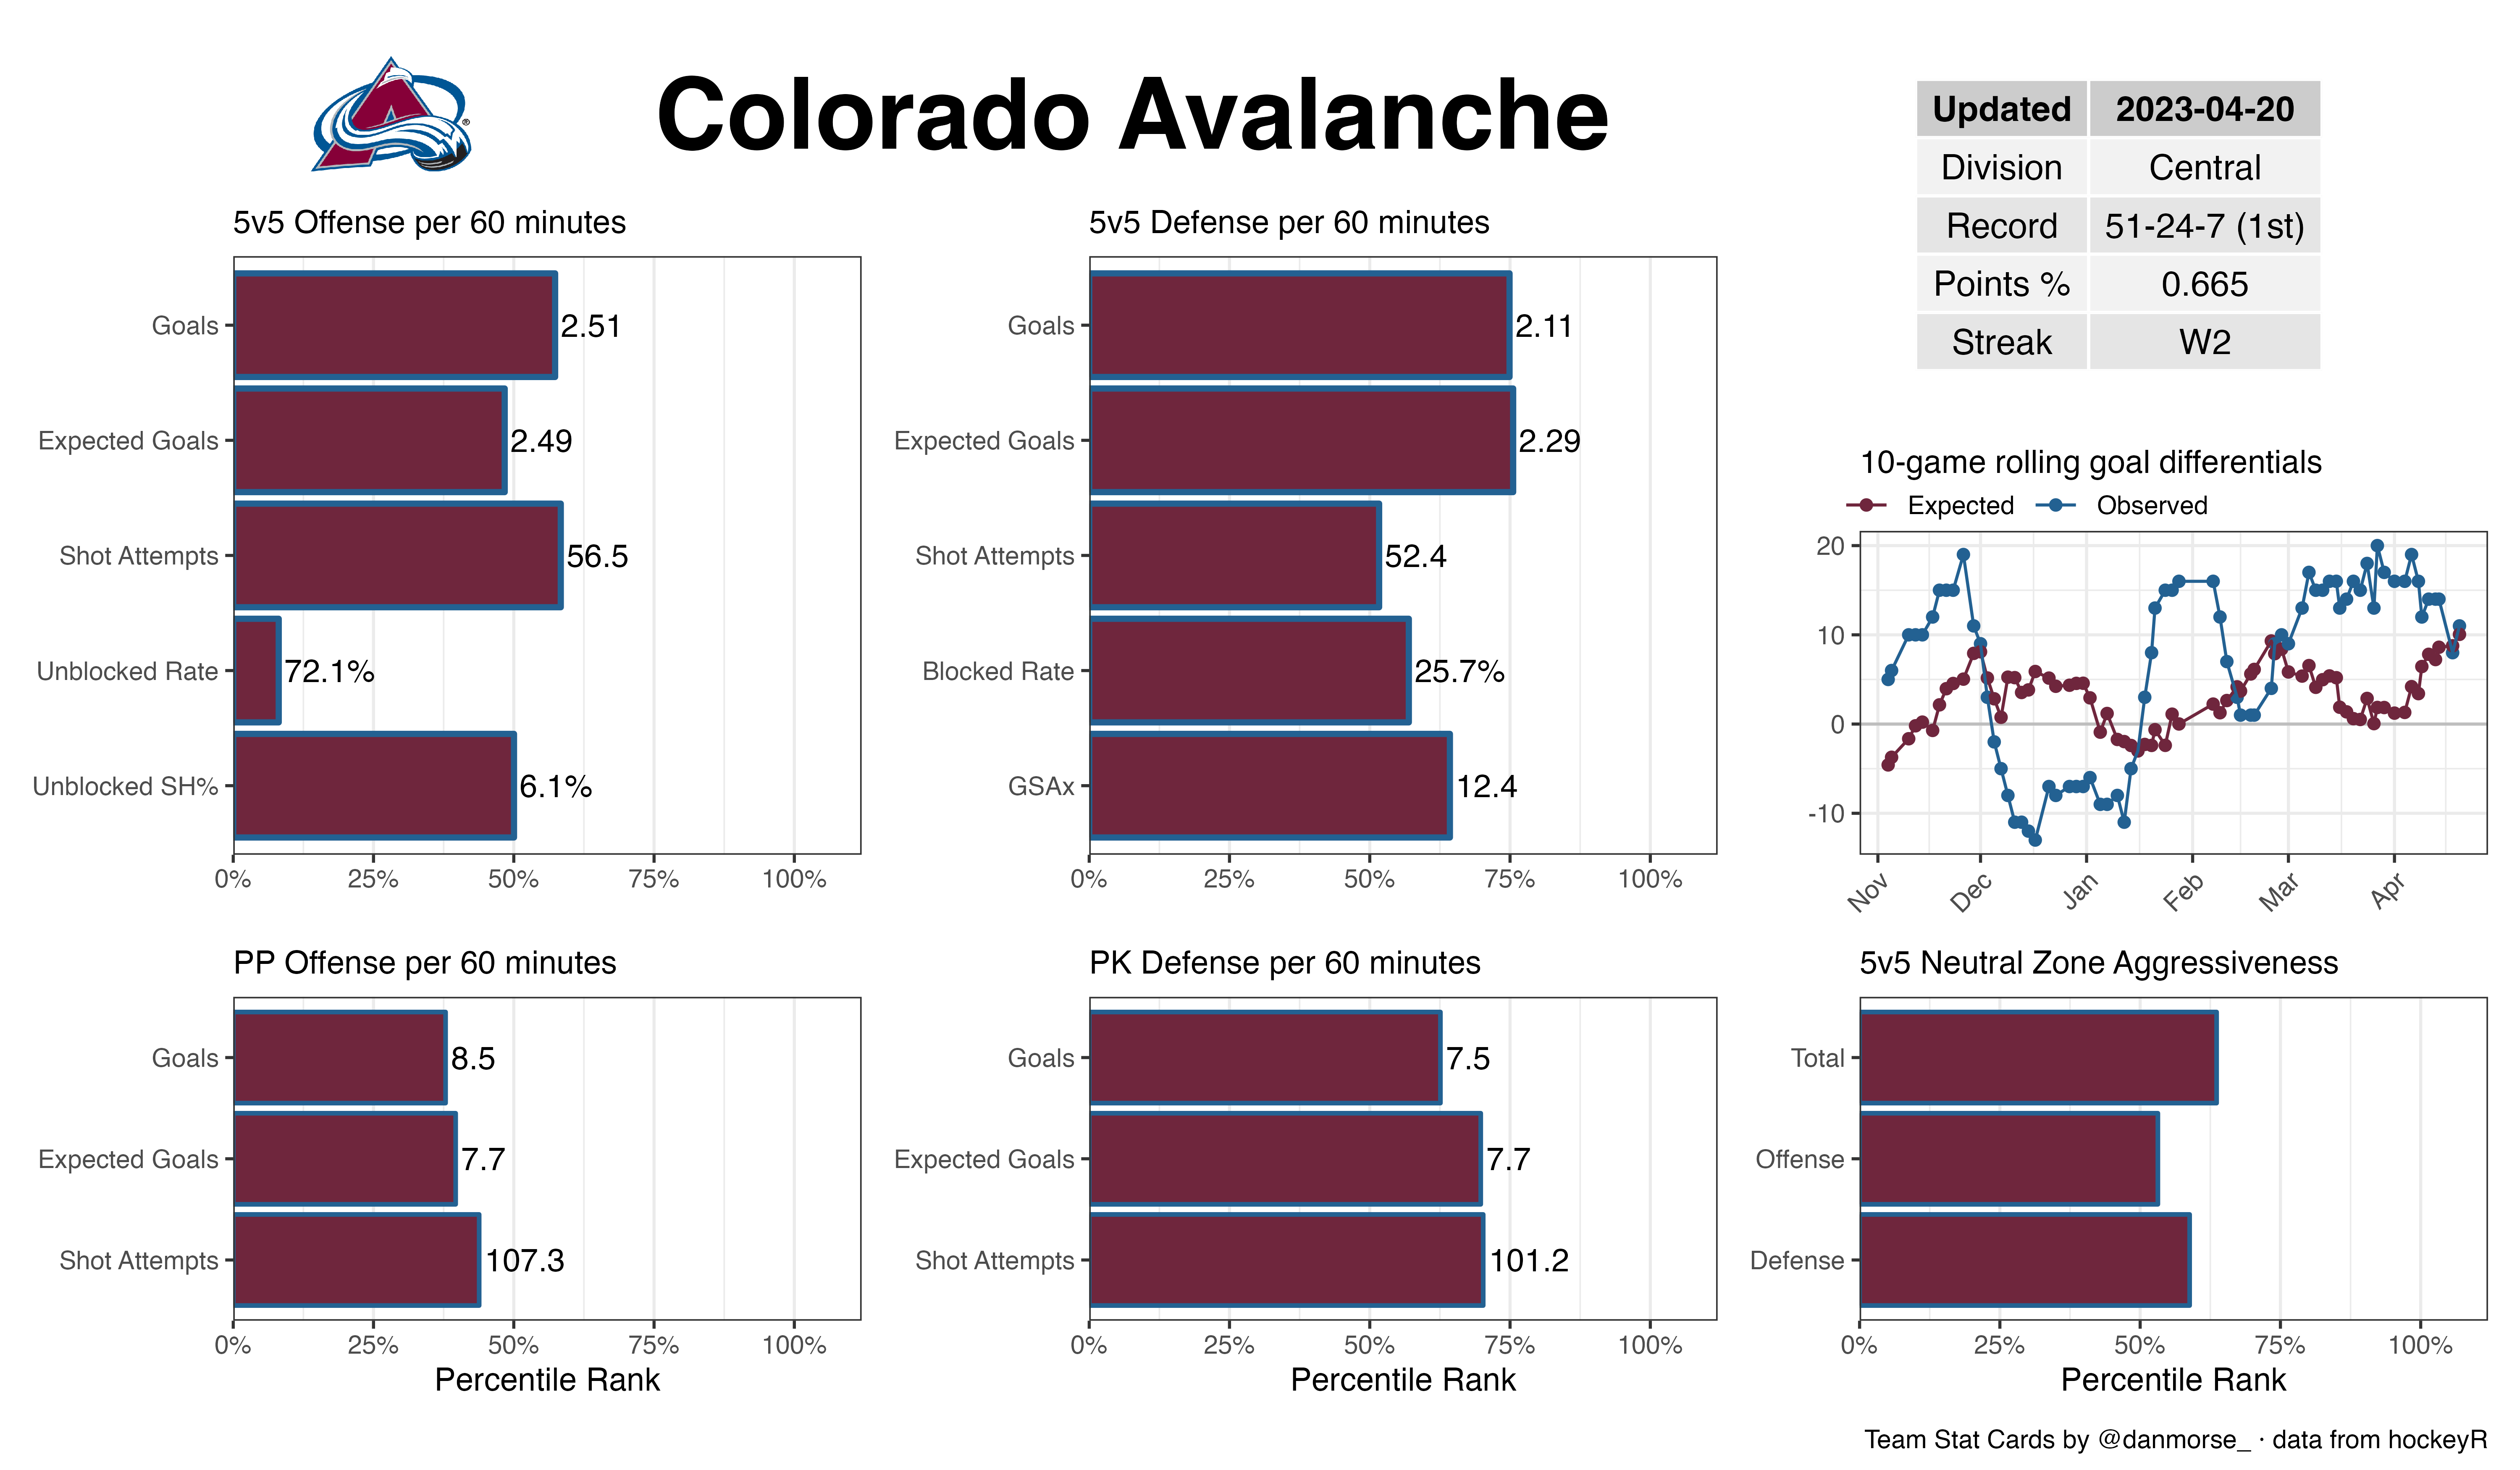 Colorado Avalanche
Updated 2023-04-20
Division Central
Record 51-24-7 (1st)
Points % 0.665
Streak W2
5v5 Offense per 60 minutes
Goals 2.51
Expected Goals 2.49
Shot Attempts 56.5
Unblocked Rate 72.1%
Unblocked SH% 6.1%
0% 25% 50% 75% 100%
5v5 Defense per 60 minutes
Goals 2.11
Expected Goals 2.29
Shot Attempts 52.4
Blocked Rate 25.7%
GSAx 12.4
0% 25% 50% 75% 100%
10-game rolling goal differentials
Expected Observed
20
10
0
-10
Nov Dec Jan Feb Mar Apr
PP Offense per 60 minutes
Goals 8.5
Expected Goals 7.7
Shot Attempts 107.3
0% 25% 50% 75% 100%
Percentile Rank
PK Defense per 60 minutes
Goals 7.5
Expected Goals 7.7
Shot Attempts 101.2
0% 25% 50% 75% 100%
Percentile Rank
5v5 Neutral Zone Aggressiveness
Total
Offense
Defense
0% 25% 50% 75% 100%
Percentile Rank
Team Stat Cards by @danmorse_ · data from hockeyR